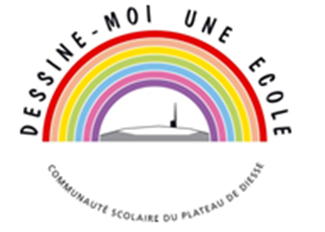 DESSINE-MOI UNE ECOLE
COMMUNAUTÉ SCOLAIRE DU PLATEAU DE DIESSE